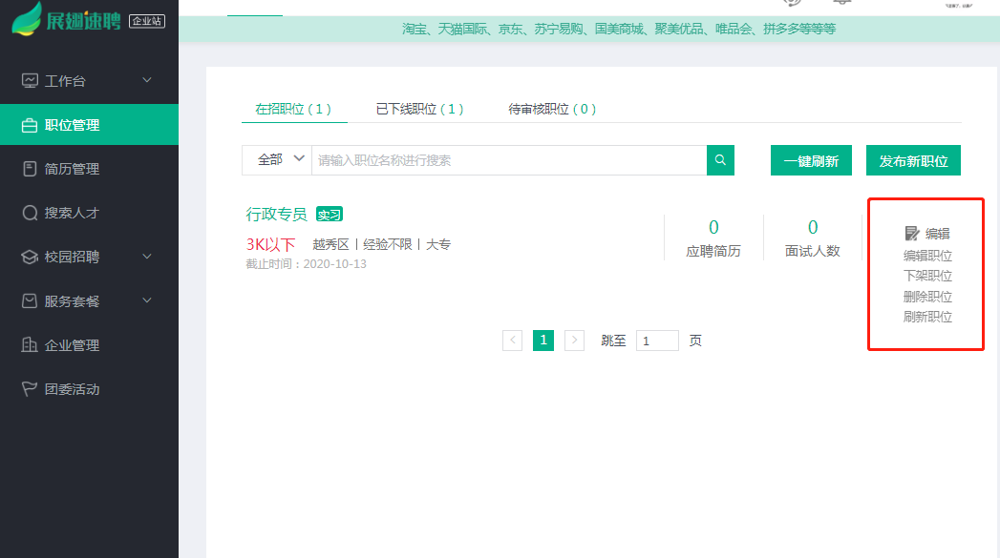 展翅速聘 企业站
淘宝、天猫国际、京东、苏宁易购、国美商城、聚美优品、唯品会、拼多多等等等
工作台
职位管理
简历管理
搜索人才
校园招聘
服务套餐
企业管理
团委活动
在招职位 ( 1 ) 已下线职位 ( 1 ) 待审核职位 ( 0 )
全部 请输入职位名称进行搜索 一键刷新 发布新职位
行政专员 实习
3K以下 越秀区 | 经验不限 | 大专
截止时间：2020-10-13
0
应聘简历
0
面试人数
编辑
编辑职位
下架职位
删除职位
刷新职位
< 1 > 跳至 1 页